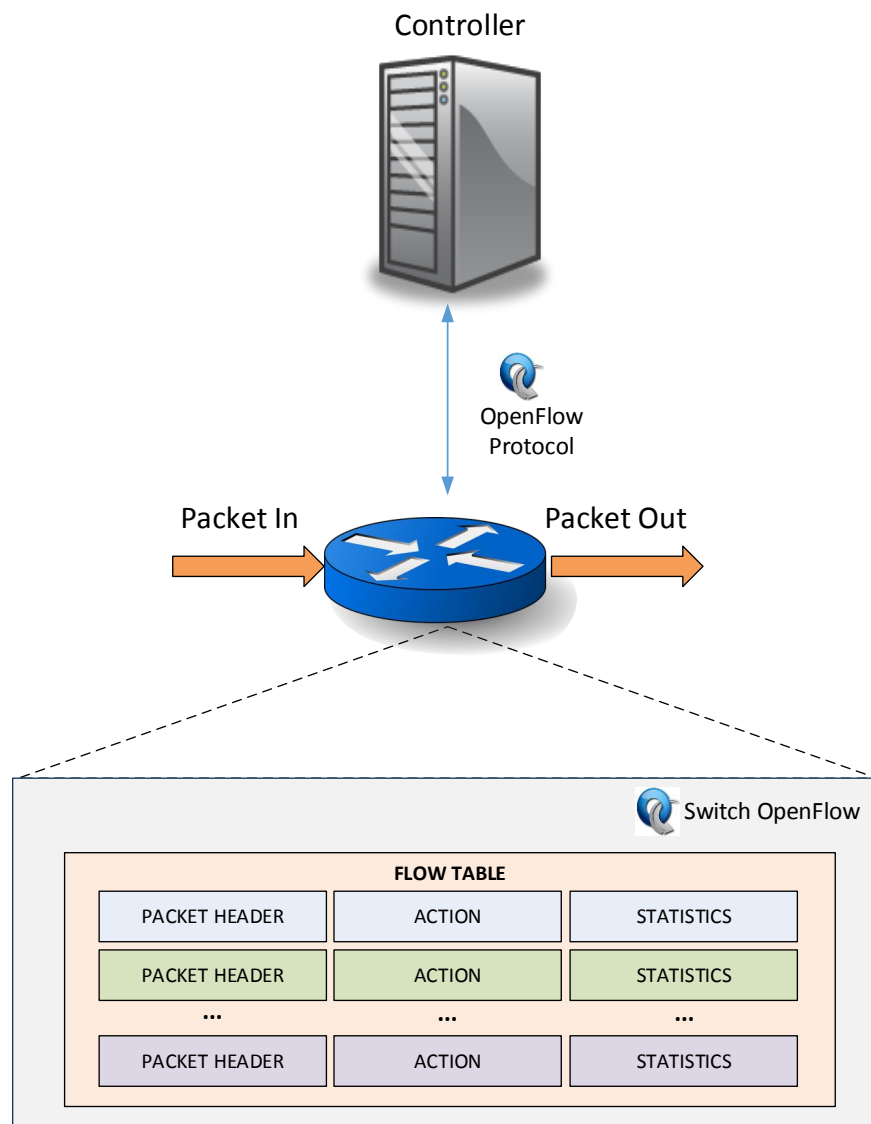 Controller
OpenFlow
Protocol
Packet In
Packet Out
Switch OpenFlow
FLOW TABLE
PACKET HEADER ACTION STATISTICS
PACKET HEADER ACTION STATISTICS
... ... ...
PACKET HEADER ACTION STATISTICS